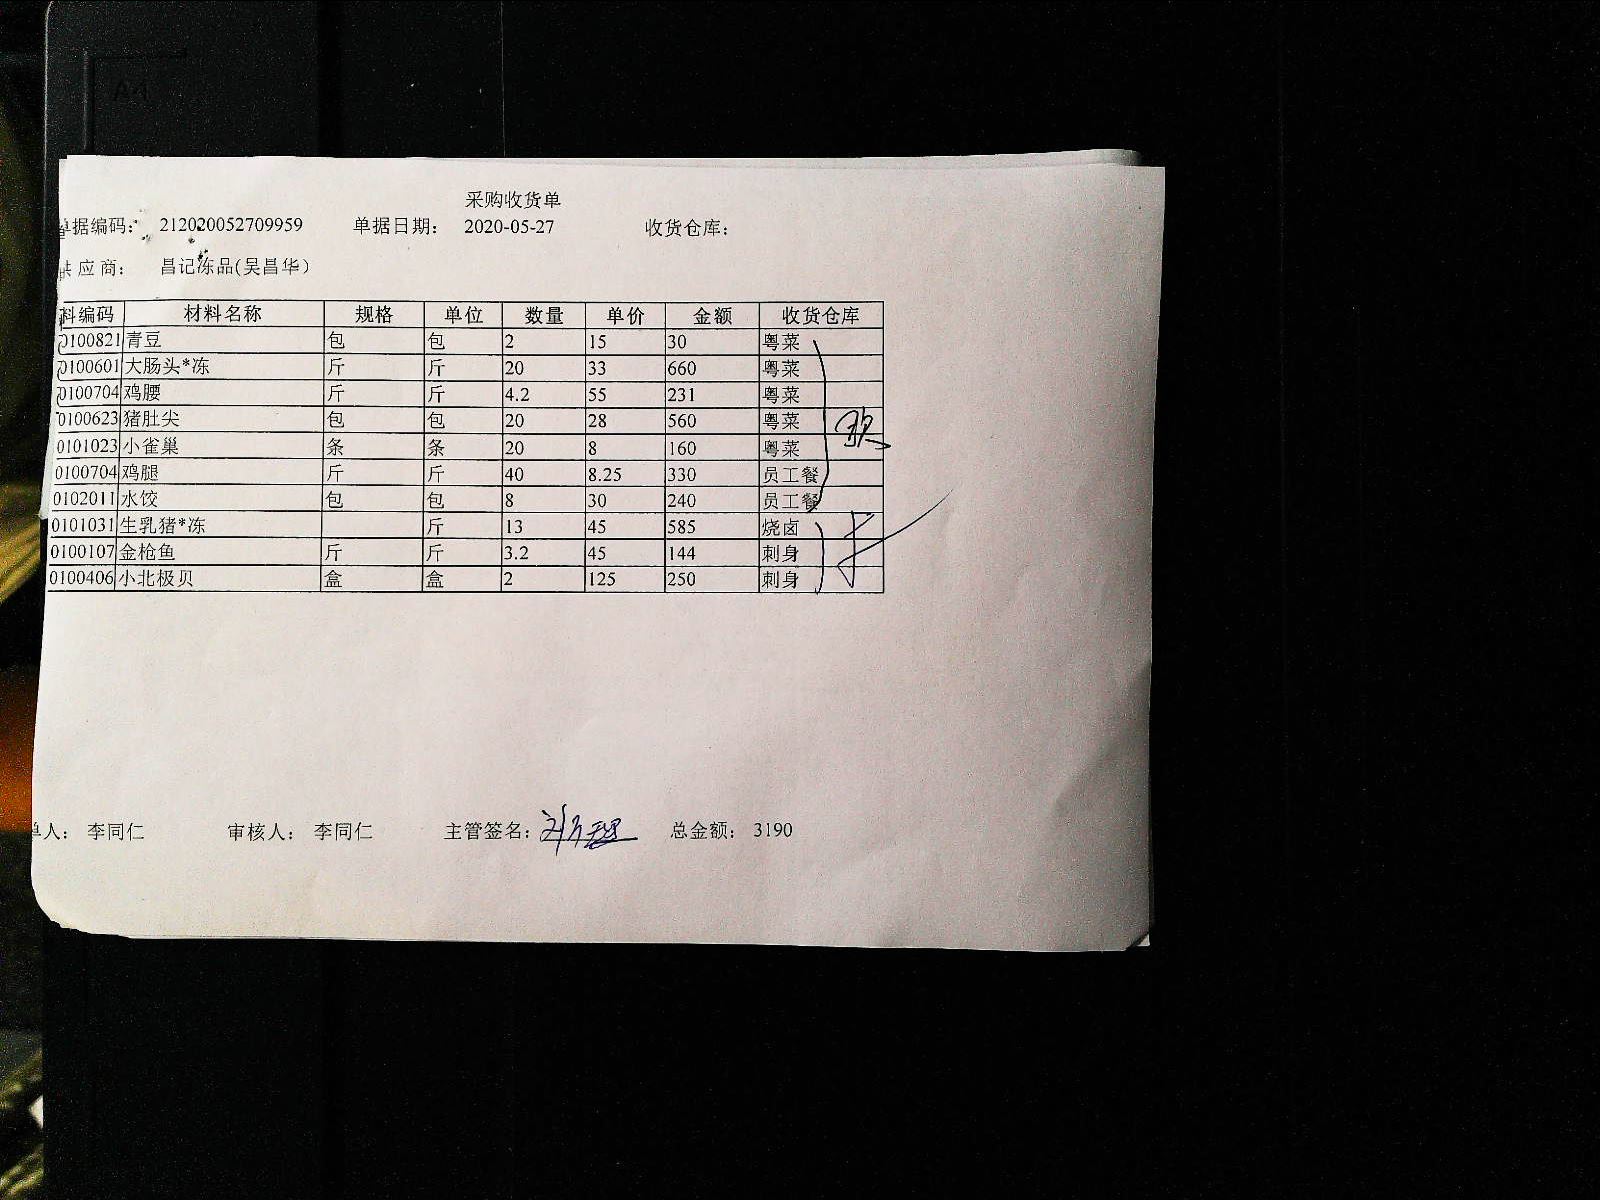 采购收货单
单据编码： 212020052709959 单据日期： 2020-05-27 收货仓库：
供 应 商： 昌记冻品(吴昌华)
料编码 材料名称 规格 单位 数量 单价 金额 收货仓库
0100821 青豆 包 包 2 15 30 粤菜
0100601 大肠头*冻 斤 斤 20 33 660 粤菜
0100704 鸡腰 斤 斤 4.2 55 231 粤菜
0100623 猪肚尖 包 包 20 28 560 粤菜
0101023 小雀巢 条 条 20 8 160 粤菜
0100704 鸡腿 斤 斤 40 8.25 330 员工餐
0102011 水饺 包 包 8 30 240 员工餐
0101031 生乳猪*冻 斤 13 45 585 烧卤
0100107 金枪鱼 斤 斤 3.2 45 144 刺身
0100406 小北极贝 盒 盒 2 125 250 刺身
单人： 李同仁 审核人： 李同仁 主管签名： 总金额： 3190